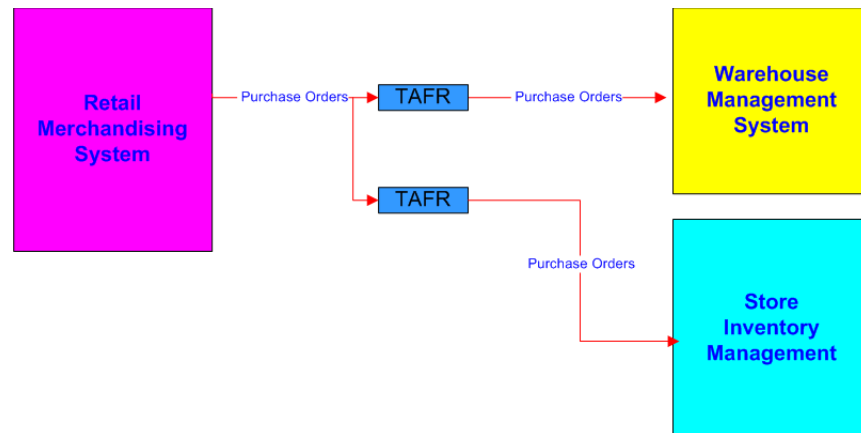 Retail
Merchandising
System
Purchase Orders
TAFR
Purchase Orders
Warehouse
Management
System
TAFR
Purchase Orders
Store
Inventory
Management